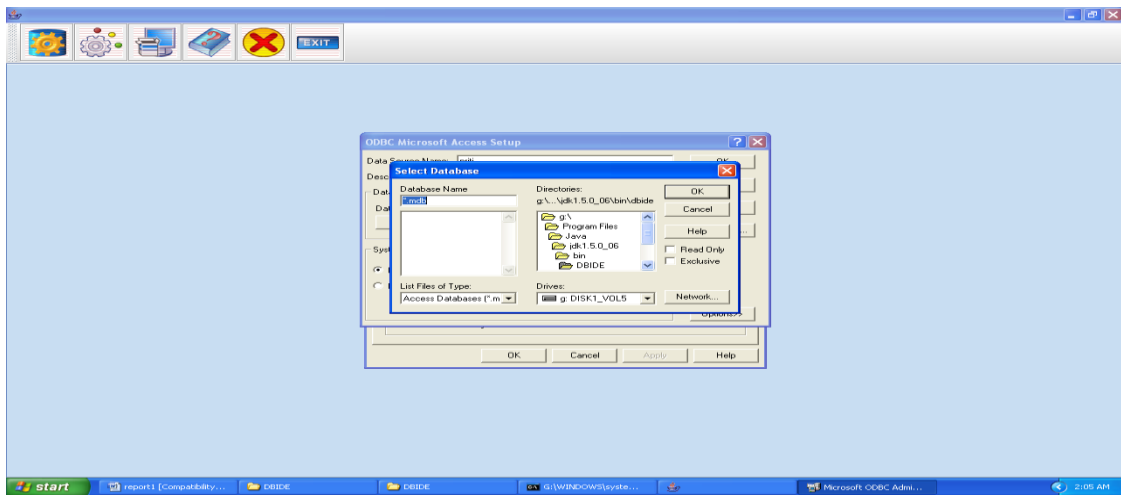 EXIT
ODBC Microsoft Access Setup
Data Source Name: priti
OK
Select Database
Database Name
*.mdb
Directories:
g:\...\jdk1.5.0_06\bin\dbide
OK
Cancel
Help
g:\
Program Files
Java
jdk1.5.0_06
bin
DBIDE
Read Only
Exclusive
List Files of Type:
Access Databases (*.m
Drives:
g: DISK1_VOL5
Network...
Options>>
OK
Cancel
Apply
Help
start
report1 [Compatibility...
DBIDE
DBIDE
G:\WINDOWS\syste...
Microsoft ODBC Admi...
2:05 AM